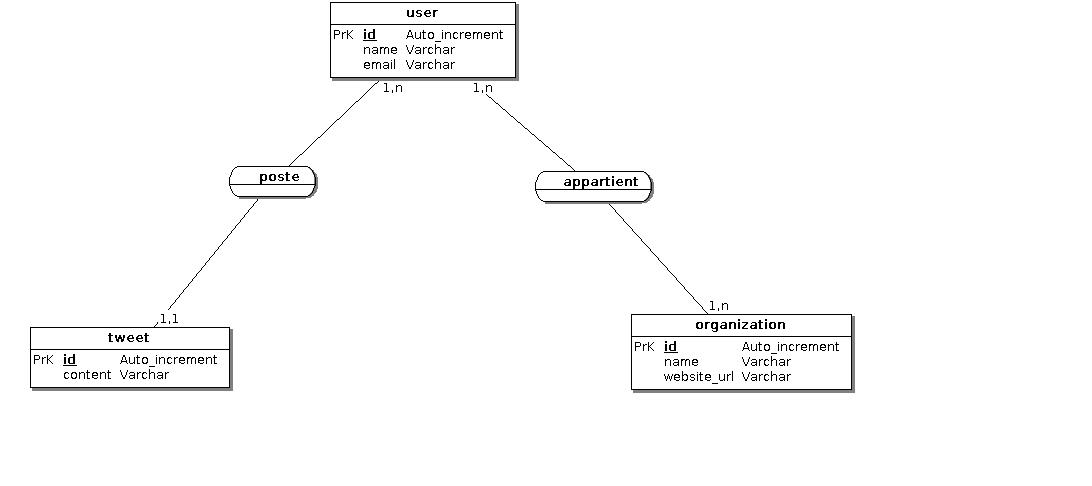 user
PrK id Auto_increment
name Varchar
email Varchar
1,n
1,n
poste
appartient
1,1
1,n
tweet
PrK id Auto_increment
content Varchar
organization
PrK id Auto_increment
name Varchar
website_url Varchar